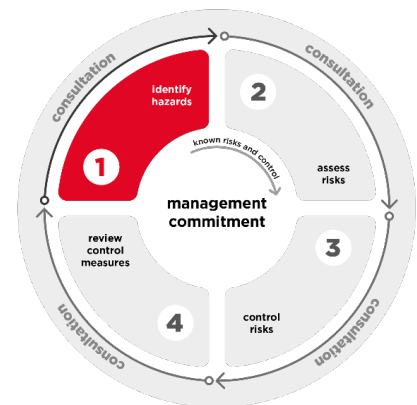 consultation
consultation
identify
hazards
1
2
assess
risks
known risks and control
management
commitment
3
control
risks
review
control
measures
4
consultation
consultation